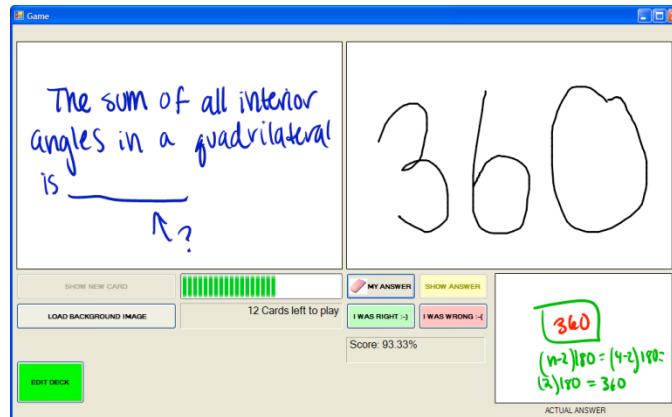 Game
The sum of all interior
angles in a quadrilateral
is ________
↑?
360
SHOW NEW CARD
12 Cards left to play
LOAD BACKGROUND IMAGE
EDIT DECK
MY ANSWER
SHOW ANSWER
I WAS RIGHT :-)
I WAS WRONG :-(
Score: 93.33%
360
(n-2)180=(4-2)180=
(2)180 = 360
ACTUAL ANSWER